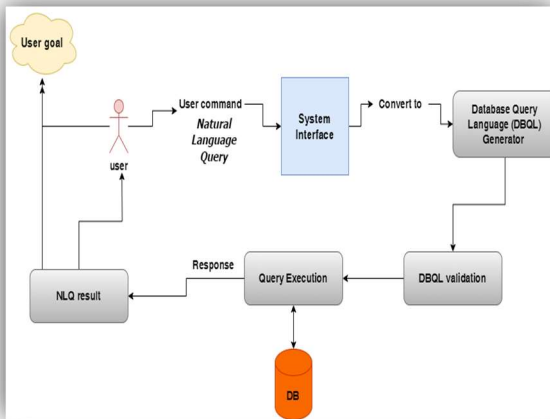 User goal
User command
Natural
Language
Query
System
Interface
Convert to
Database Query
Language (DBQL)
Generator
user
Response
NLQ result
Query Execution
DBQL validation
DB